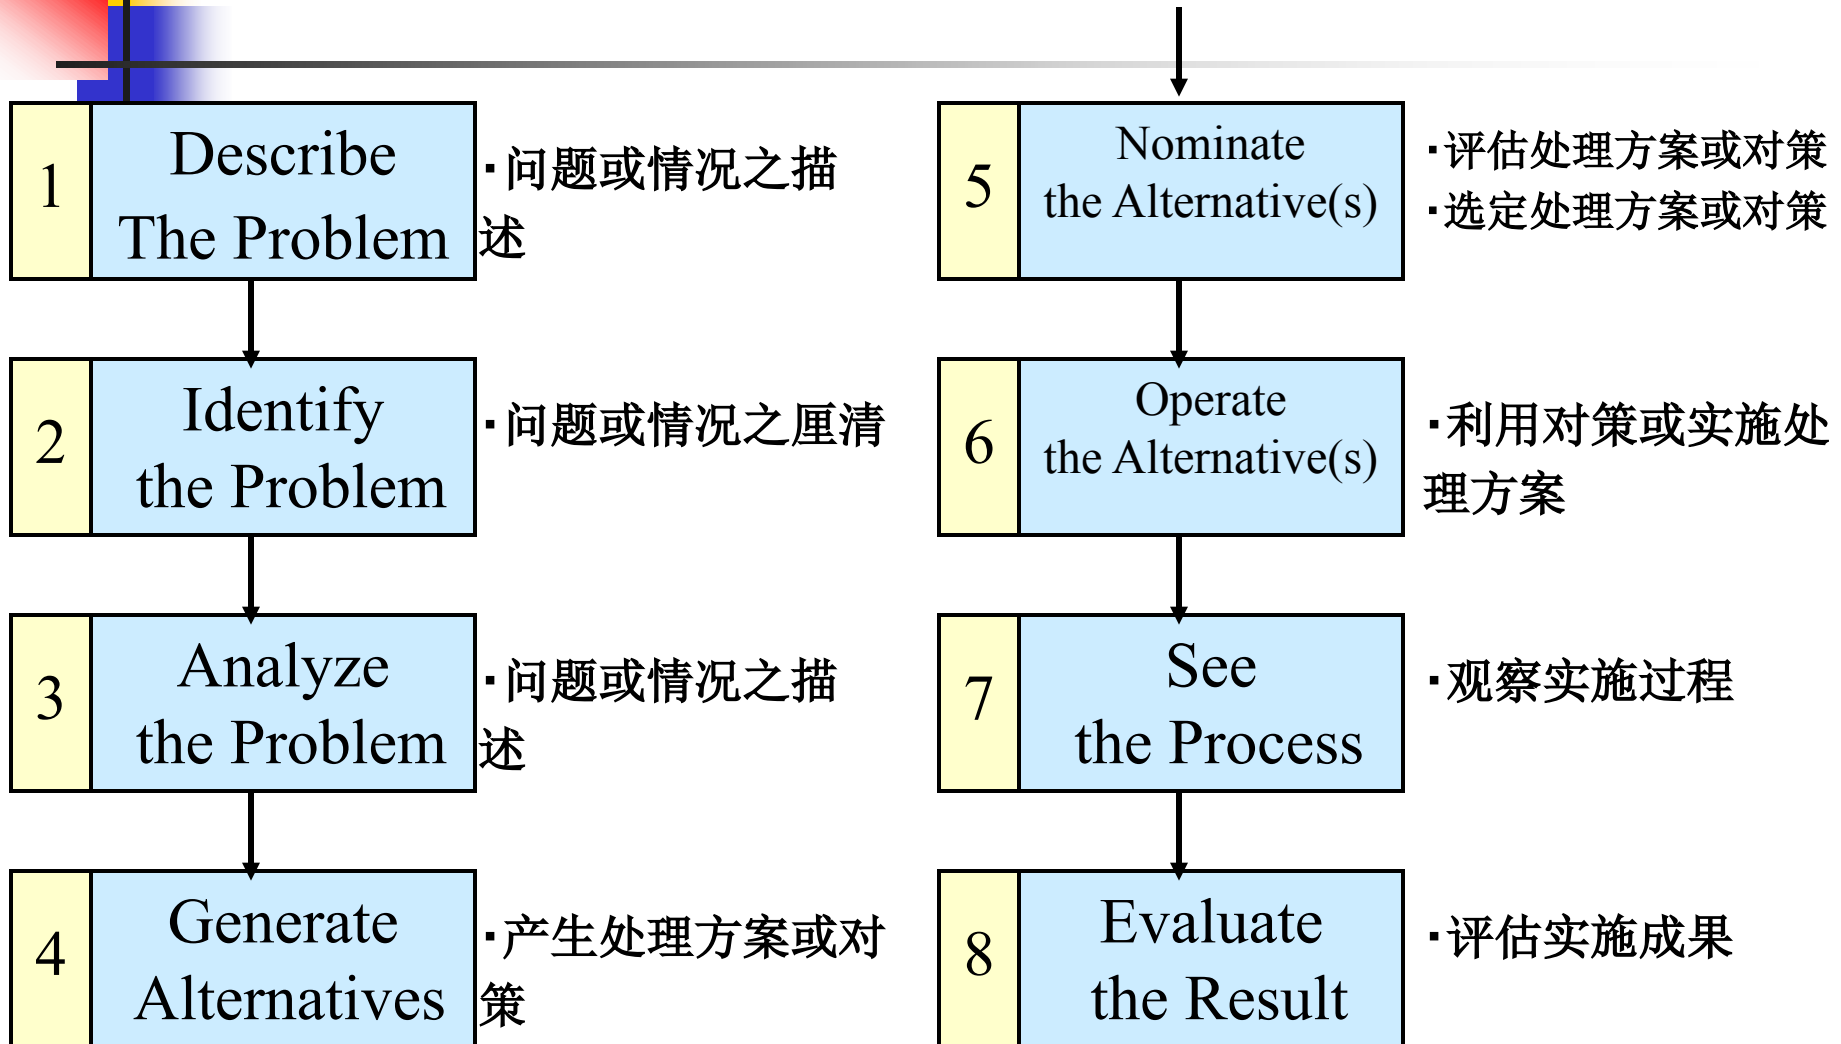 1
Describe
The Problem
·问题或情况之描
述
2
Identify
the Problem
·问题或情况之厘清
3
Analyze
the Problem
·问题或情况之描
述
4
Generate
Alternatives
·产生处理方案或对
策
5
Nominate
the Alternative(s)
·评估处理方案或对策
·选定处理方案或对策
6
Operate
the Alternative(s)
·利用对策或实施处
理方案
7
See
the Process
·观察实施过程
8
Evaluate
the Result
·评估实施成果